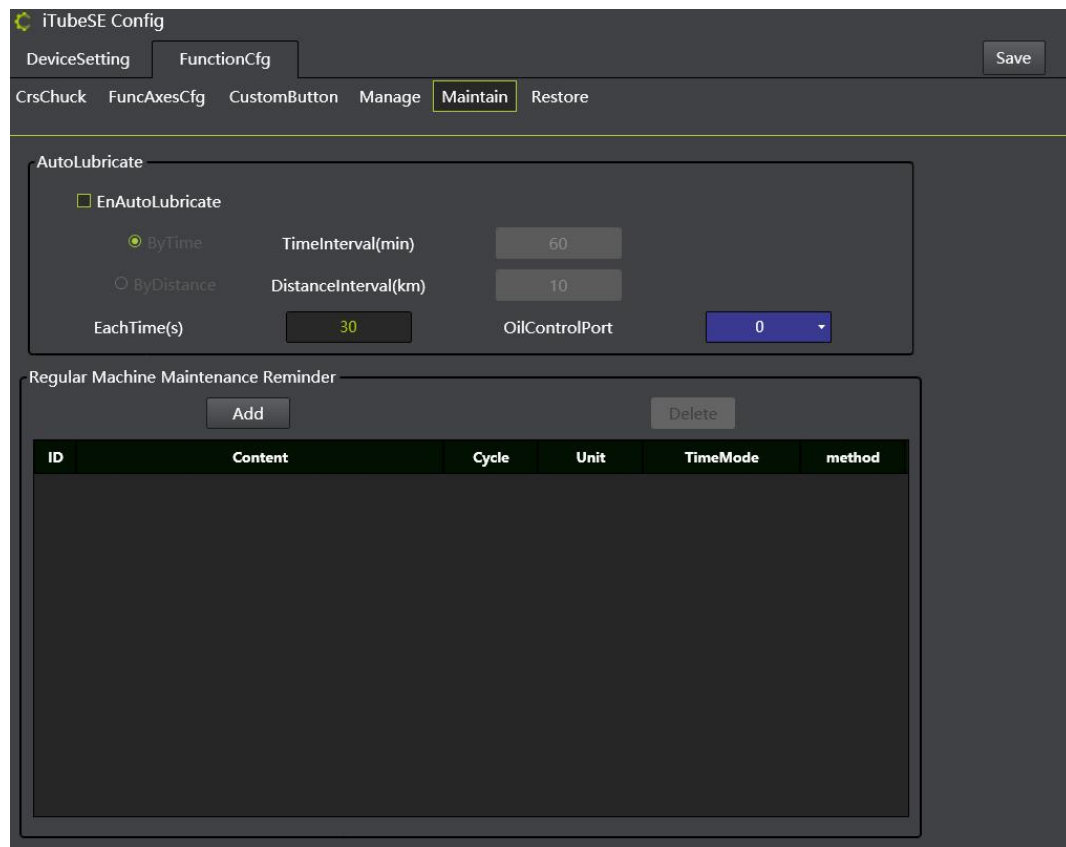 iTubeSE Config
DeviceSetting FunctionCfg Save
CrsChuck FuncAxesCfg CustomButton Manage Maintain Restore
AutoLubricate
EnAutoLubricate
ByTime TimeInterval(min) 60
ByDistance DistanceInterval(km) 10
EachTime(s) 30 OilControlPort 0
Regular Machine Maintenance Reminder
Add Delete
ID Content Cycle Unit TimeMode method